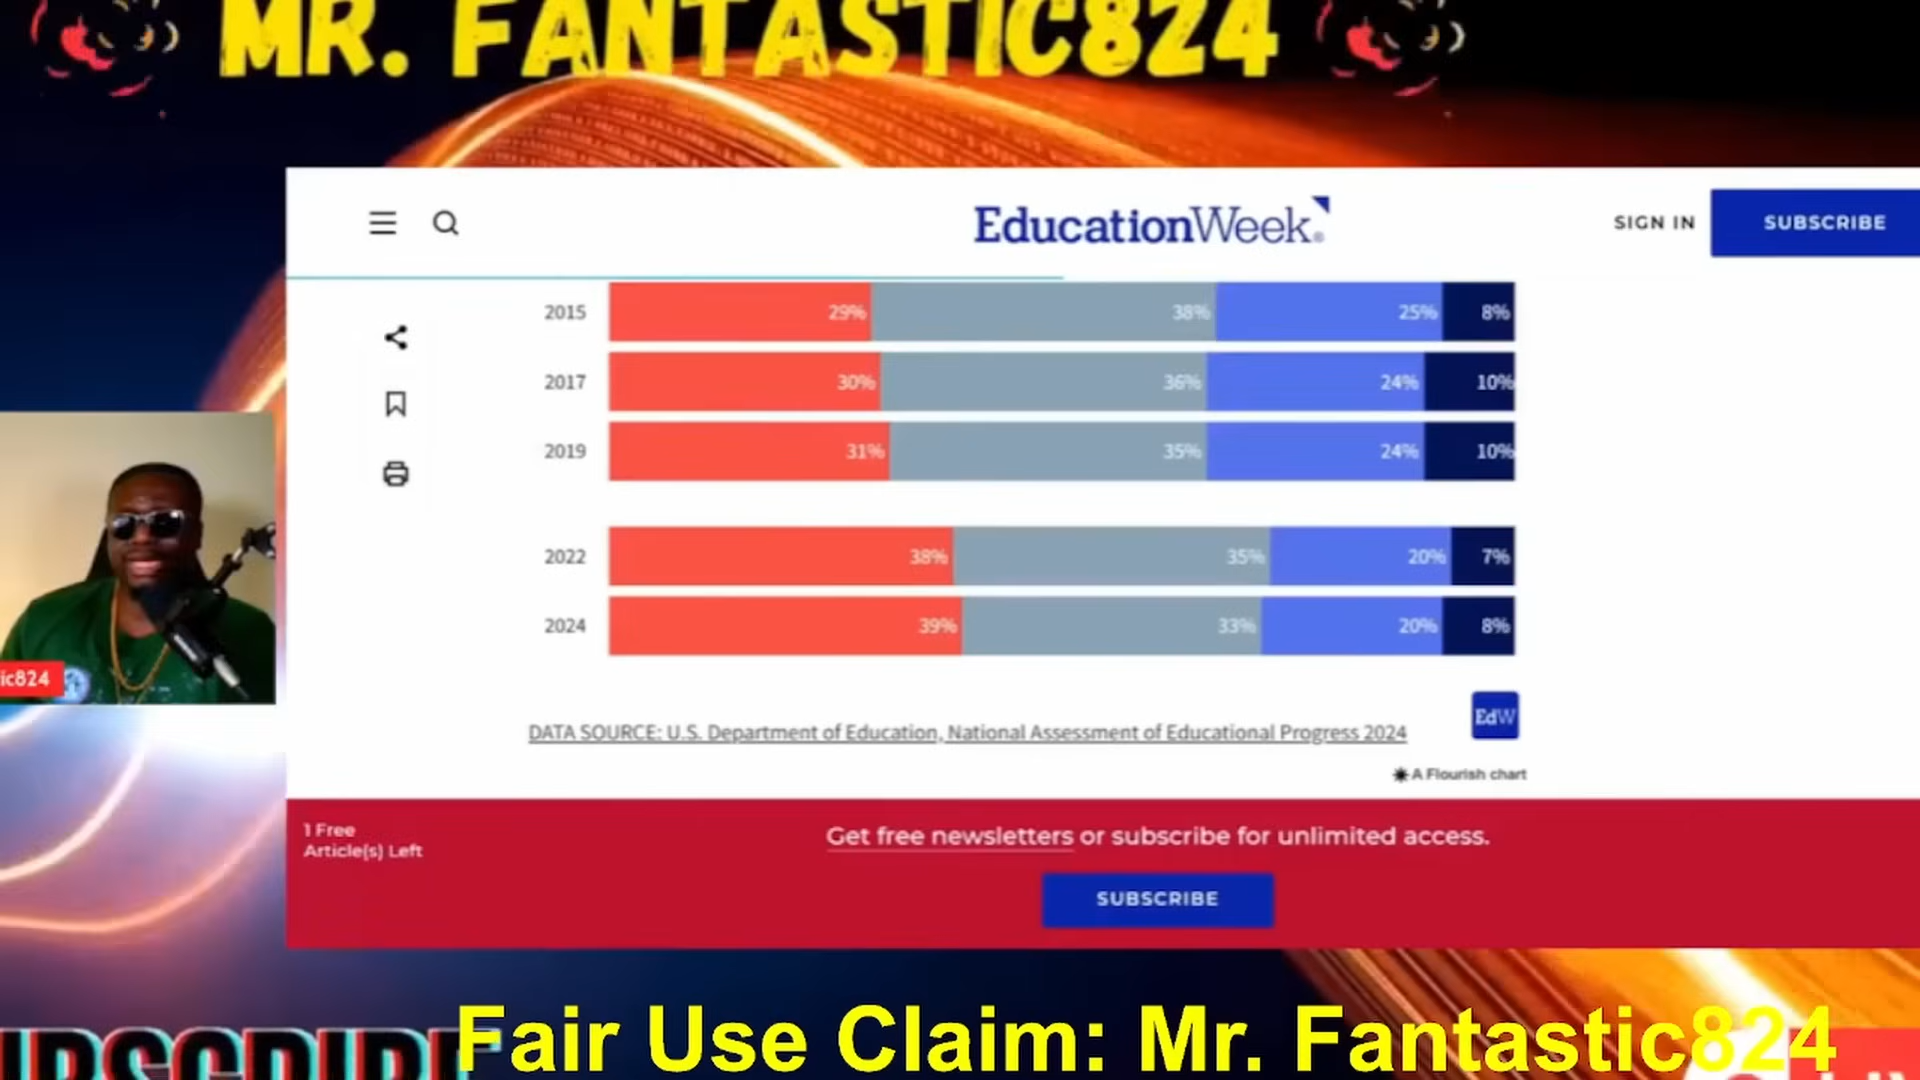 MR. FANTASTIC824
EducationWeek®
SIGN IN
SUBSCRIBE
2015 29% 38% 25% 8%
2017 30% 36% 24% 10%
2019 31% 35% 24% 10%
2022 38% 35% 20% 7%
2024 39% 33% 20% 8%
ic824
DATA SOURCE: U.S. Department of Education, National Assessment of Educational Progress 2024
EdW
A Flourish chart
1 Free
Article(s) Left
Get free newsletters or subscribe for unlimited access.
SUBSCRIBE
UBSCRIBE
Fair Use Claim: Mr. Fantastic824